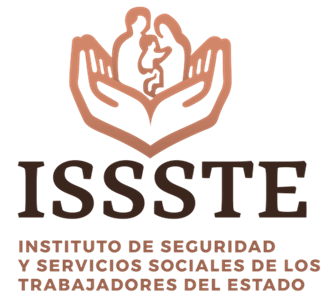 ISSSTE
INSTITUTO DE SEGURIDAD
Y SERVICIOS SOCIALES DE LOS
TRABAJADORES DEL ESTADO